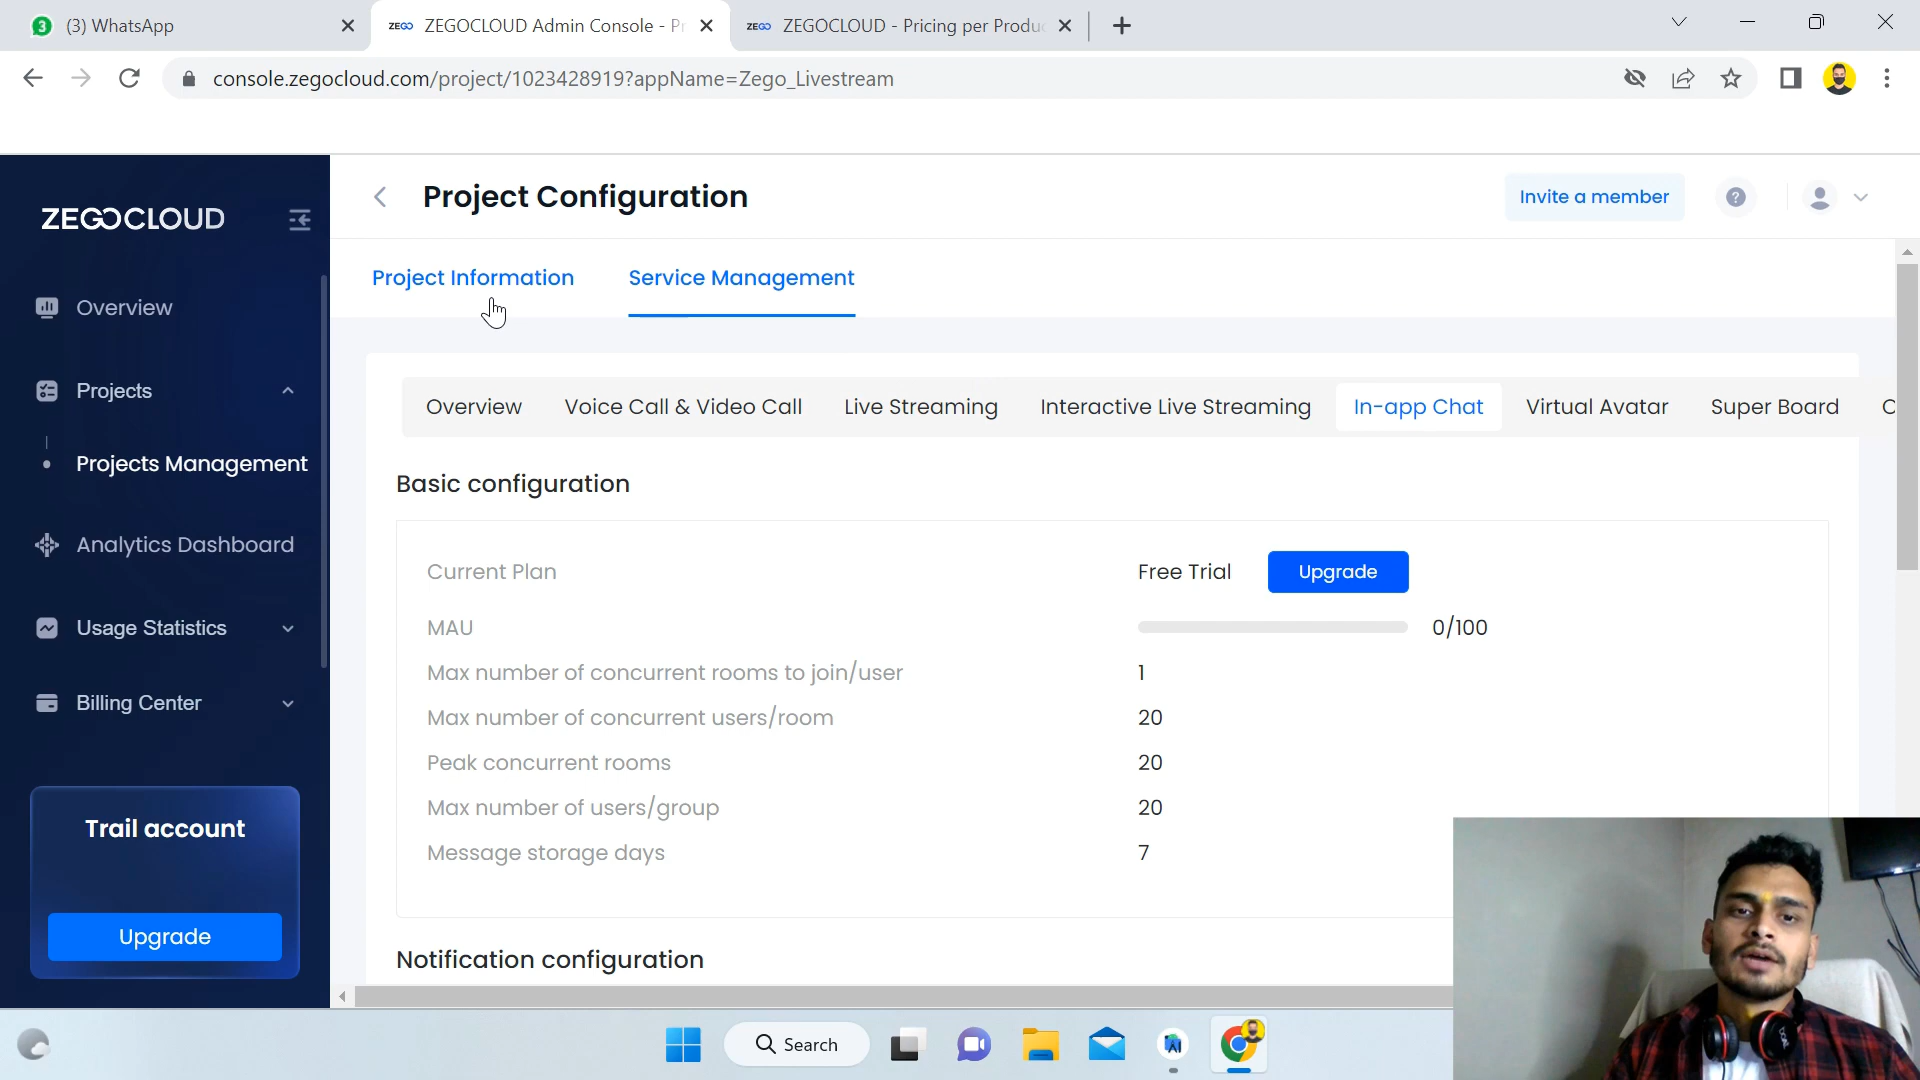 3
(3) WhatsApp
ZEGO
ZEGOCLOUD Admin Console - Pr
ZEGO
ZEGOCLOUD - Pricing per Produc
console.zegocloud.com/project/1023428919?appName=Zego_Livestream
ZEGOCLOUD
Overview
Projects
Projects Management
Analytics Dashboard
Usage Statistics
Billing Center
Trail account
Upgrade
Project Configuration
Invite a member
?
Project Information
Service Management
Overview
Voice Call & Video Call
Live Streaming
Interactive Live Streaming
In-app Chat
Virtual Avatar
Super Board
C
Basic configuration
Current Plan
Free Trial
Upgrade
MAU
0/100
Max number of concurrent rooms to join/user
1
Max number of concurrent users/room
20
Peak concurrent rooms
20
Max number of users/group
20
Message storage days
7
Notification configuration
Search